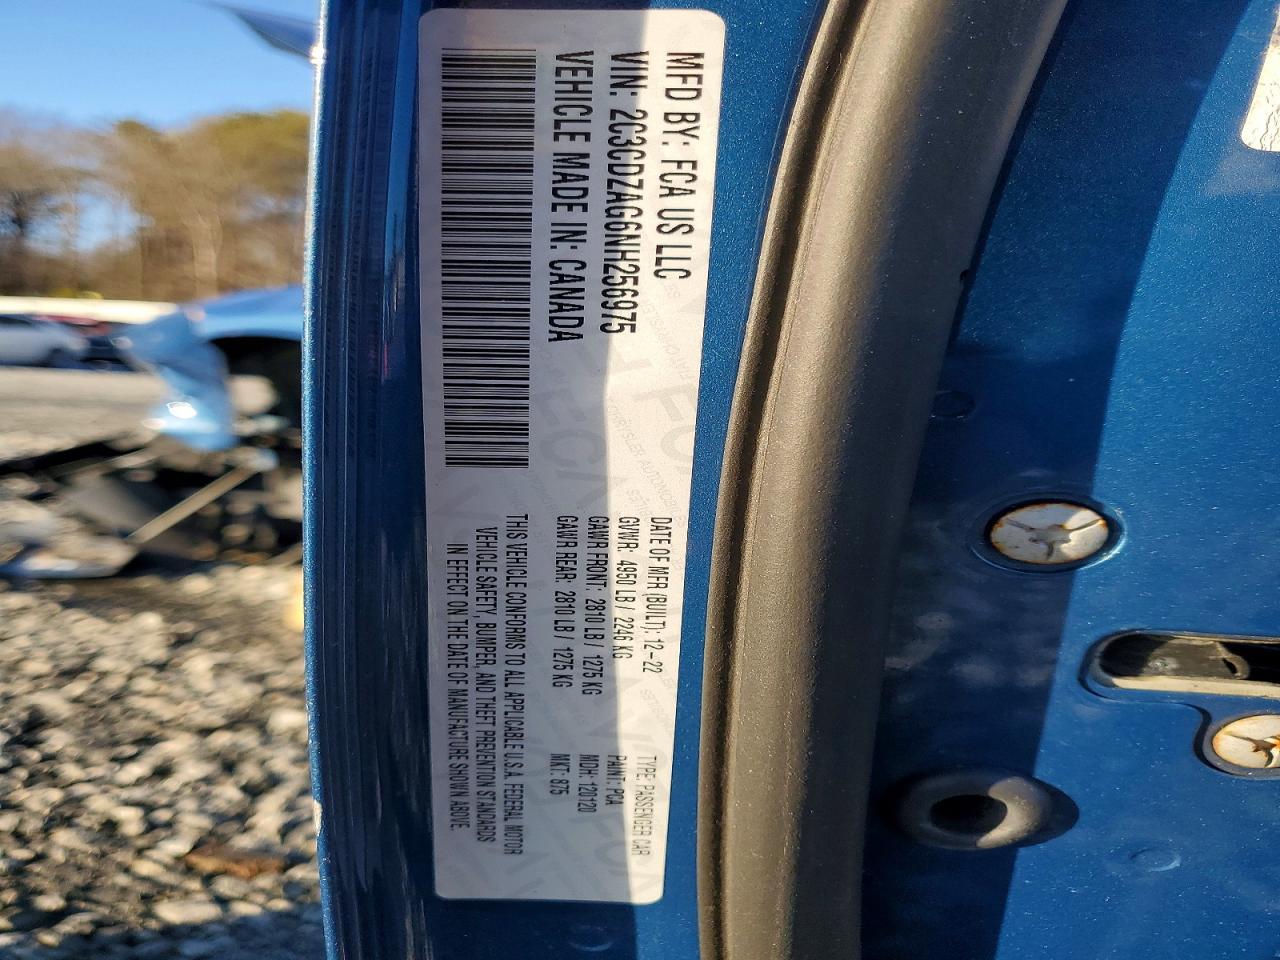 MFD BY: FCA US LLC
VIN: 2C3CDZAG6NH256975
VEHICLE MADE IN: CANADA
DATE OF MFR (BUILT): 12-22 TYPE: PASSENGER CAR
GVWR: 4950 LB / 2246 KG PAINT: PCA
GAWR FRONT: 2810 LB / 1275 KG MDH: 120120
GAWR REAR: 2810 LB / 1275 KG MKT: 875
THIS VEHICLE CONFORMS TO ALL APPLICABLE U.S.A. FEDERAL MOTOR
VEHICLE SAFETY, BUMPER, AND THEFT PREVENTION STANDARDS
IN EFFECT ON THE DATE OF MANUFACTURE SHOWN ABOVE.